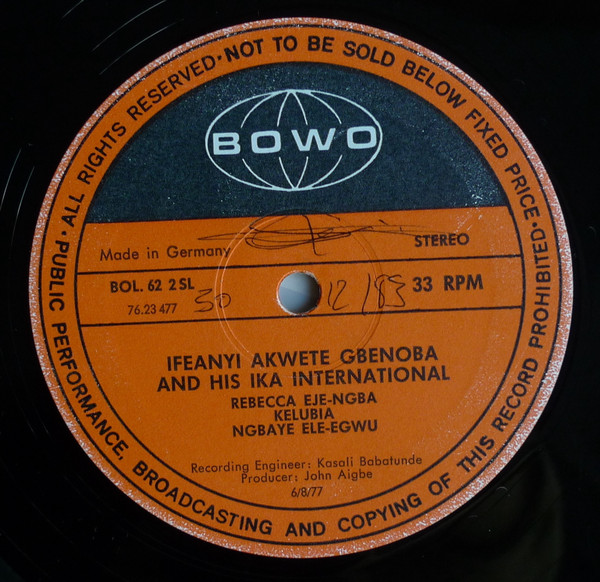 ALL RIGHTS RESERVED·NOT TO BE SOLD BELOW FIXED PRICE·
PUBLIC PERFORMANCE, BROADCASTING AND COPYING OF THIS RECORD PROHIBITED·
BOWO
Made in Germany
STEREO
BOL. 62 2 SL
33 RPM
76.23 477
30 12/83
IFEANYI AKWETE GBENOBA
AND HIS IKA INTERNATIONAL
REBECCA EJE-NGBA
KELUBIA
NGBAYE ELE-EGWU
Recording Engineer: Kasali Babatunde
Producer: John Aigbe
6/8/77